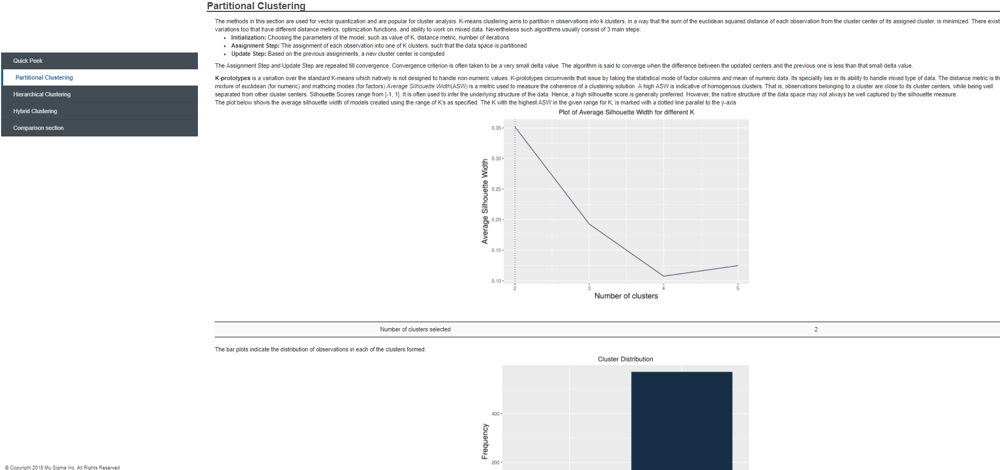 Partitional Clustering
The methods in this section are used for vector quantization and are popular for cluster analysis. K-means clustering aims to partition n observations into k clusters, in a way that the sum of the euclidean squared distance of each observation from the cluster center of its assigned cluster, is minimized. There exist
variations too that have different distance metrics, optimization functions, and ability to work on mixed data. Nevertheless such algorithms usually consist of 3 main steps:
• Initialization: Choosing the parameters of the model, such as value of K, distance metric, number of iterations
• Assignment Step: The assignment of each observation into one of K clusters, such that the data space is partitioned
• Update Step: Based on the previous assignments, a new cluster center is computed
The Assignment Step and Update Step are repeated till convergence. Convergence criterion is often taken to be a very small delta value. The algorithm is said to converge when the difference between the updated centers and the previous one is less than that small delta value.
K-prototypes is a variation over the standard K-means which natively is not designed to handle non-numeric values. K-prototypes circumvents that issue by taking the statistical mode of factor columns and mean of numeric data. Its speciality lies in its ability to handle mixed type of data. The distance metric is th
mixture of euclidean (for numeric) and mathcing modes (for factors).Average Silhouette Width(ASW) is a metric used to measure the coherence of a clustering solution. A high ASW is indicative of homogenous clusters. That is, observations belonging to a cluster are close to its cluster centers, while being well
separated from other cluster centers. Silhouette Scores range from [-1, 1]. It is often used to infer the underlying structure of the data. Hence, a high silhouette score is generally preferred. However, the native structure of the data space may not always be well captured by the silhouette measure.
The plot below shows the average silhouette width of models created using the range of K's as specified. The K with the highest ASW in the given range for K, is marked with a dotted line parallel to the y-axis
Quick Peek
Partitional Clustering
Hierarchical Clustering
Hybrid Clustering
Comparison section
Plot of Average Silhouette Width for different K
Average Silhouette Width
0.35
0.30
0.25
0.20
0.15
0.10
2 3 4 5
Number of clusters
Number of clusters selected 2
The bar plots indicate the distribution of observations in each of the clusters formed.
Cluster Distribution
Frequency
400
200
© Copyright 2018 Mu Sigma Inc. All Rights Reserved